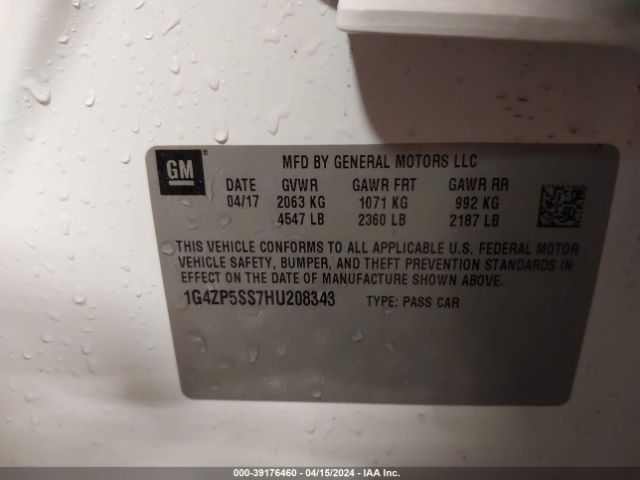 GM ®
MFD BY GENERAL MOTORS LLC
DATE GVWR GAWR FRT GAWR RR
04/17 2063 KG 1071 KG 992 KG
4547 LB 2360 LB 2187 LB
THIS VEHICLE CONFORMS TO ALL APPLICABLE U.S. FEDERAL MOTOR
VEHICLE SAFETY, BUMPER, AND THEFT PREVENTION STANDARDS IN
EFFECT ON THE DATE OF MANUFACTURE SHOWN ABOVE.
1G4ZP5SS7HU208343 TYPE: PASS CAR
000-39176460 - 04/15/2024 - IAA Inc.